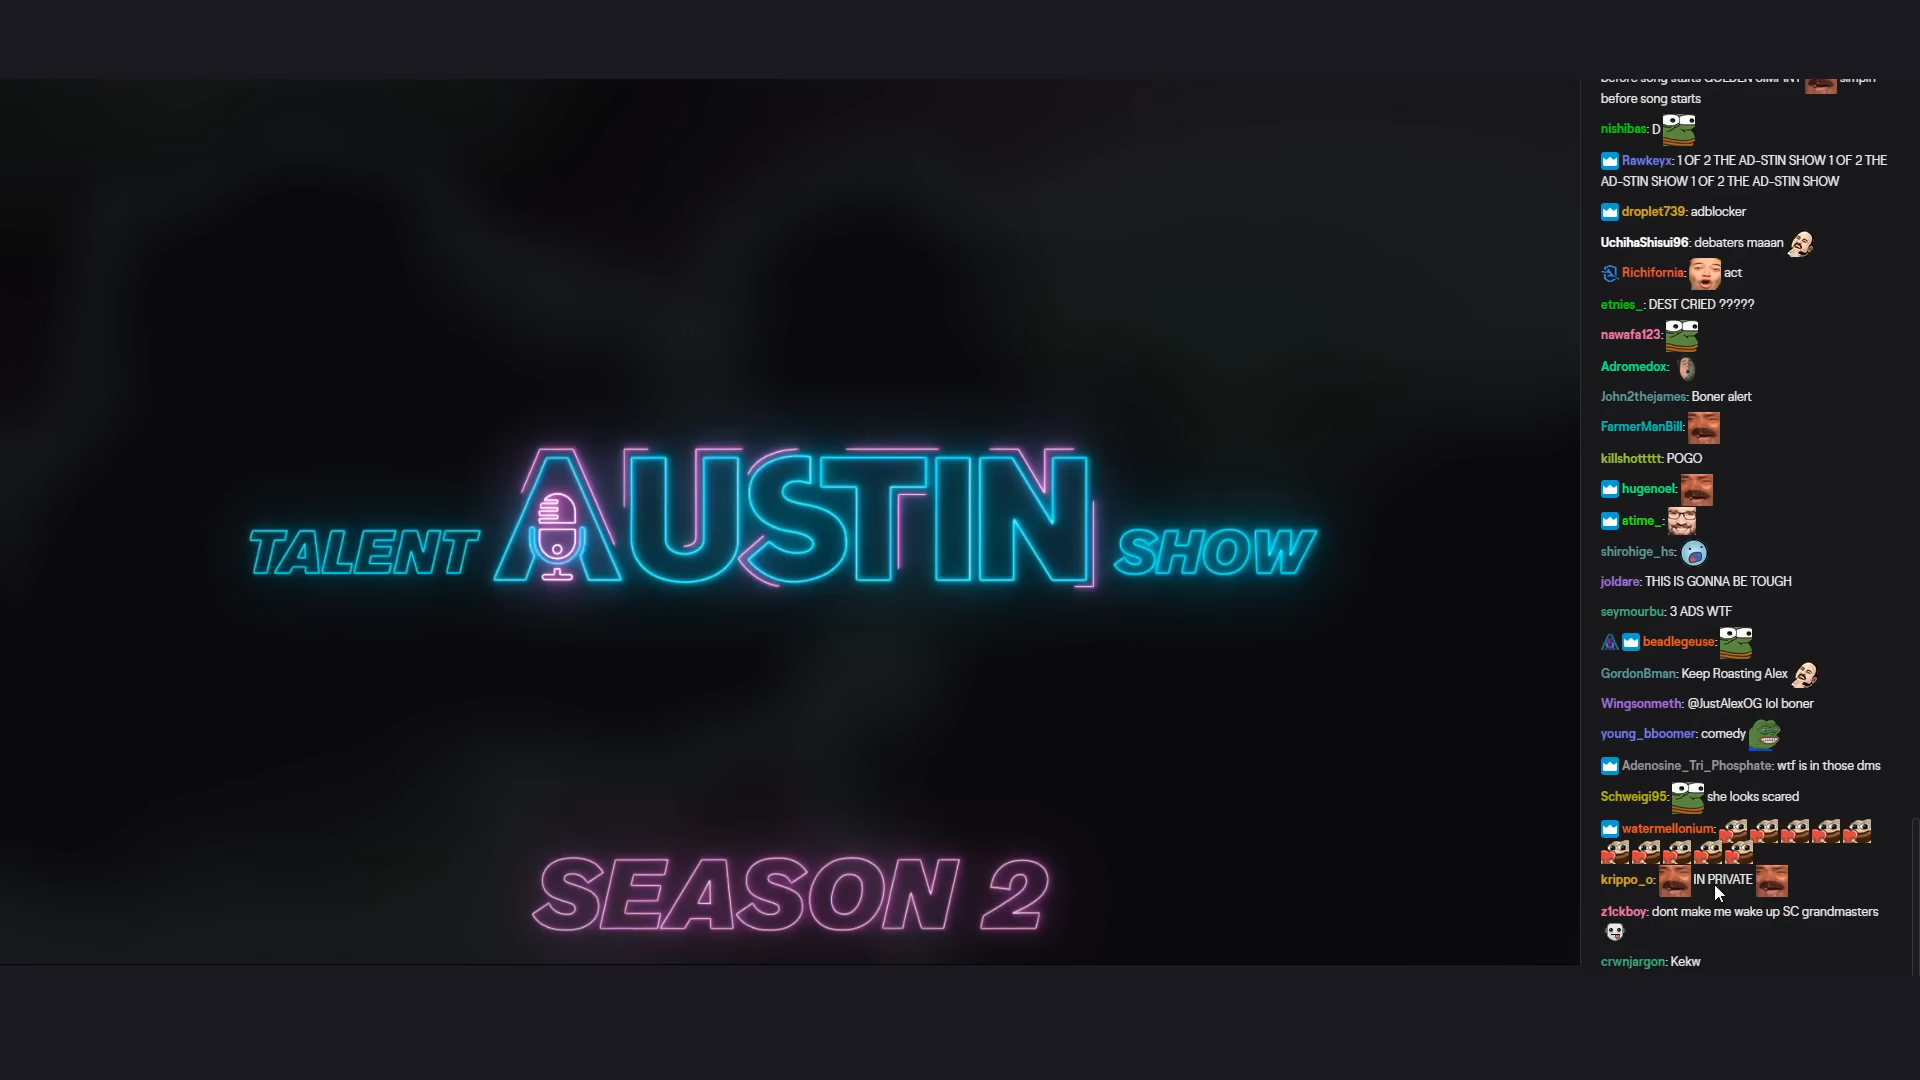 TALENT AUSTIN SHOW
SEASON 2
before song starts GOLDEN simpin
before song starts
nishibas: D
Rawkeyx: 1 OF 2 THE AD-STIN SHOW 1 OF 2 THE
AD-STIN SHOW 1 OF 2 THE AD-STIN SHOW
droplet739: adblocker
UchihaShisui96: debaters maaan
Richifornia: act
etnies_: DEST CRIED ?????
nawafa123:
Adromedox:
John2thejames: Boner alert
FarmerManBill:
killshottttt: POGO
hugenoel:
atime_:
shirohige_hs:
joldare: THIS IS GONNA BE TOUGH
seymourbu: 3 ADS WTF
beadlegeuse:
GordonBman: Keep Roasting Alex
Wingsonmeth: @JustAlexOG lol boner
young_bboomer: comedy
Adenosine_Tri_Phosphate: wtf is in those dms
Schweigi95: she looks scared
watermellonium:
krippo_o: IN PRIVATE
z1ckboy: dont make me wake up SC grandmasters
crwnjargon: Kekw